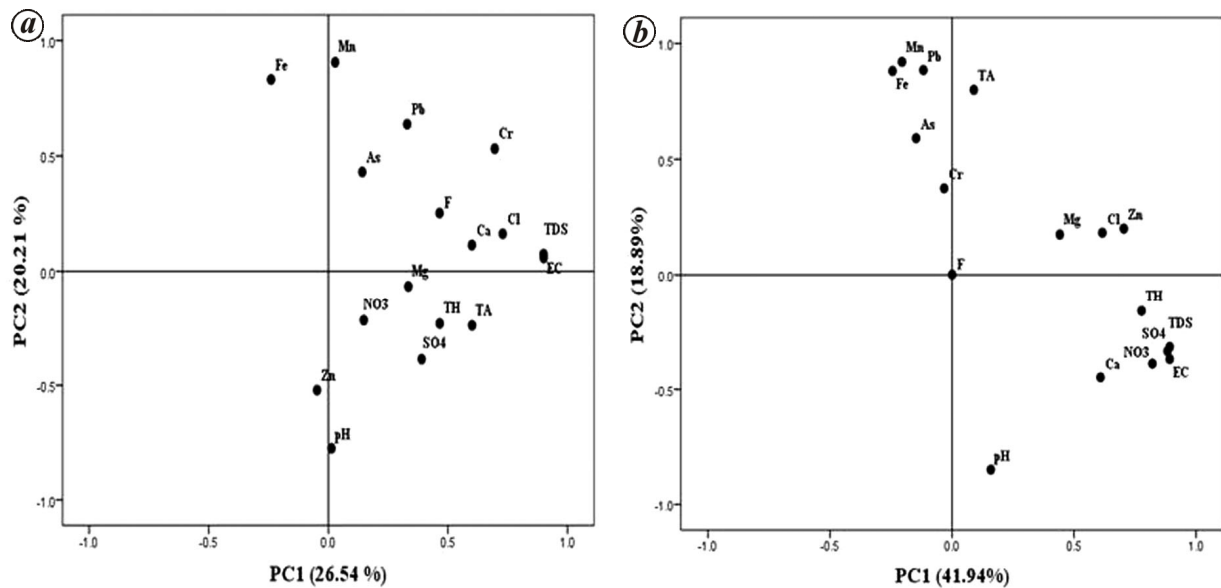 a
1.0
0.5
0.0
-0.5
-1.0
-1.0
-0.5
0.0
0.5
1.0
PC2 (20.21 %)
PC1 (26.54 %)
Fe
Mn
Pb
Cr
As
F
Ca
Cl
TDS
EC
Mg
NO3
TH
TA
SO4
Zn
pH
b
1.0
0.5
0.0
-0.5
-1.0
-1.0
-0.5
0.0
0.5
1.0
PC2 (18.89%)
PC1 (41.94%)
Mn
Pb
Fe
TA
As
Cr
Mg
Cl
Zn
F
TH
TDS
SO4
NO3
EC
Ca
pH